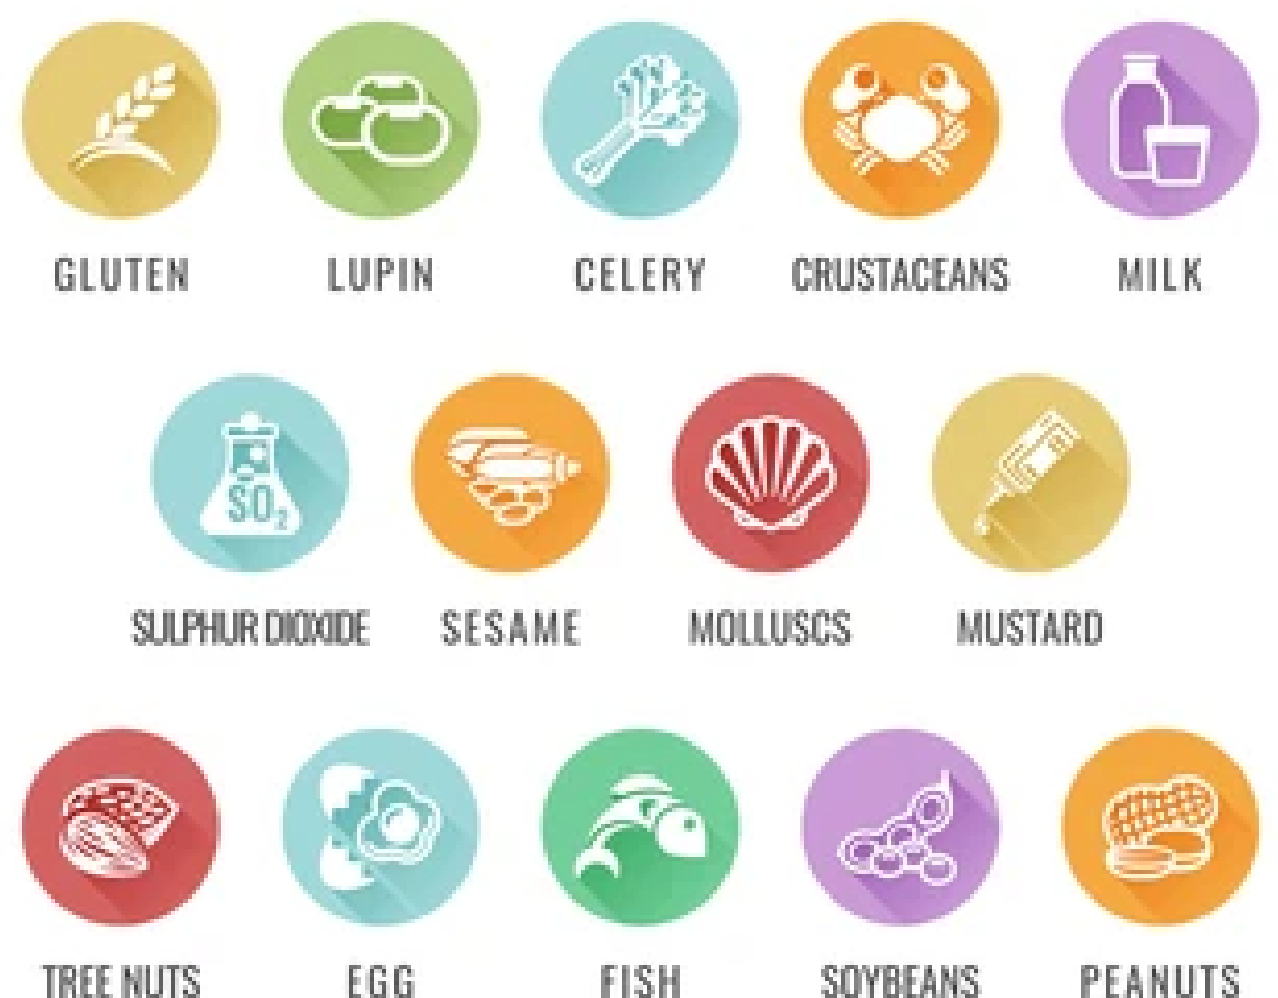 GLUTEN LUPIN CELERY CRUSTACEANS MILK
SO2
SULPHUR DIOXIDE SESAME MOLLUSCS MUSTARD
TREE NUTS EGG FISH SOYBEANS PEANUTS